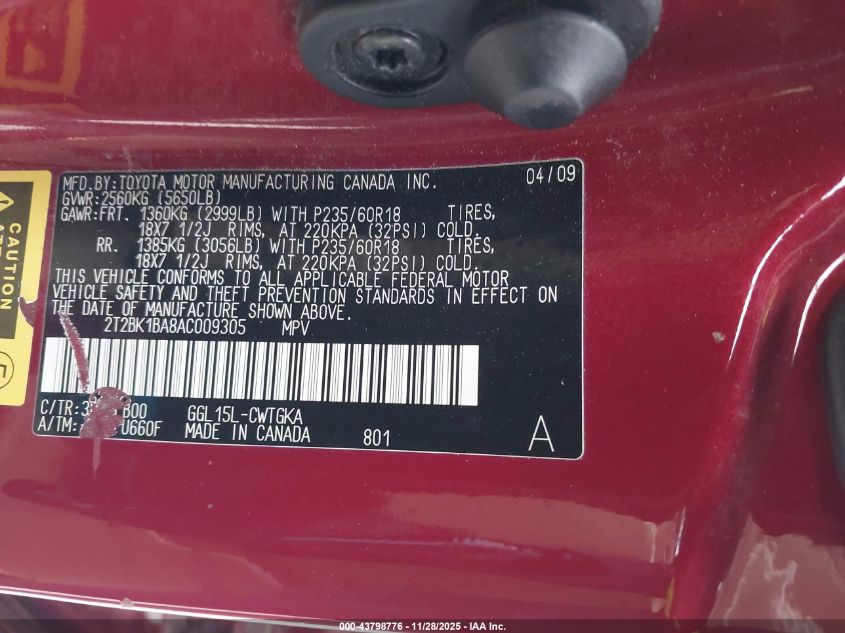 MFD.BY:TOYOTA MOTOR MANUFACTURING CANADA INC. 04/09
GVWR:2560KG (5650LB)
GAWR:FRT. 1360KG (2999LB) WITH P235/60R18 TIRES,
18X7 1/2J RIMS, AT 220KPA (32PSI) COLD.
RR. 1385KG (3056LB) WITH P235/60R18 TIRES,
18X7 1/2J RIMS, AT 220KPA (32PSI) COLD.
THIS VEHICLE CONFORMS TO ALL APPLICABLE FEDERAL MOTOR
VEHICLE SAFETY AND THEFT PREVENTION STANDARDS IN EFFECT ON
THE DATE OF MANUFACTURE SHOWN ABOVE.
2T2BK1BA8AC009305 MPV
C/TR: GGL15L-CWTGKA
A/TM: U660F MADE IN CANADA 801 A
CAUTION
000-43798776 - 11/28/2025 - IAA Inc.